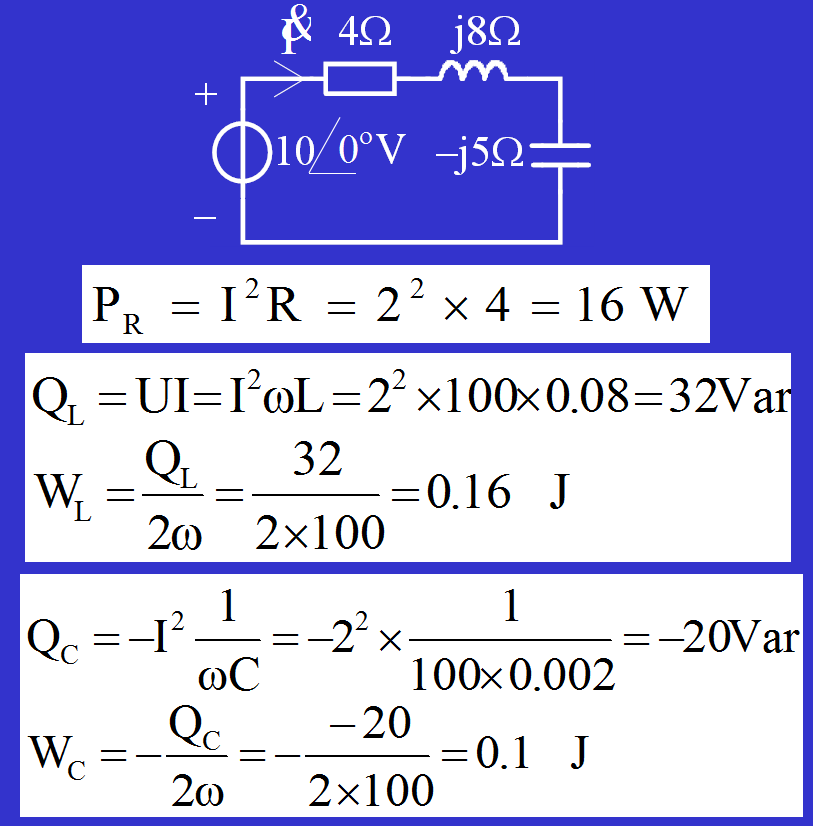 İ 4Ω j8Ω
+
10∠0°V –j5Ω
–
P_R = I²R = 2² × 4 = 16 W
Q_L = UI = I²ωL = 2² × 100 × 0.08 = 32Var
W_L = Q_L / 2ω = 32 / 2×100 = 0.16 J
Q_C = –I² 1 / ωC = –2² × 1 / 100×0.002 = –20Var
W_C = – Q_C / 2ω = – –20 / 2×100 = 0.1 J